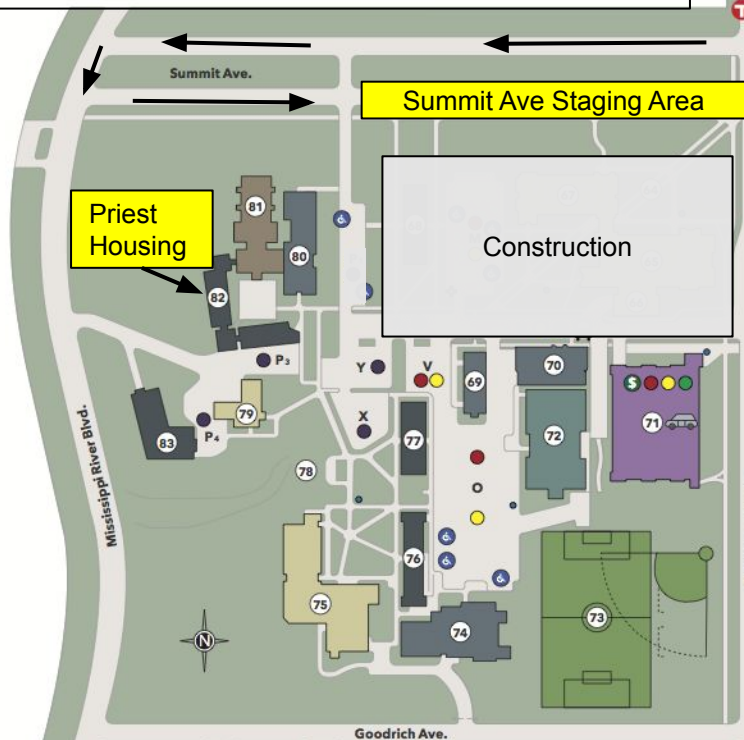 T
Summit Ave.
Summit Ave Staging Area
Priest
Housing
81
80
82
Construction
P3
Y
V
69
70
$
71
79
X
83
P4
77
72
78
O
76
75
74
73
N
Mississippi River Blvd.
Goodrich Ave.